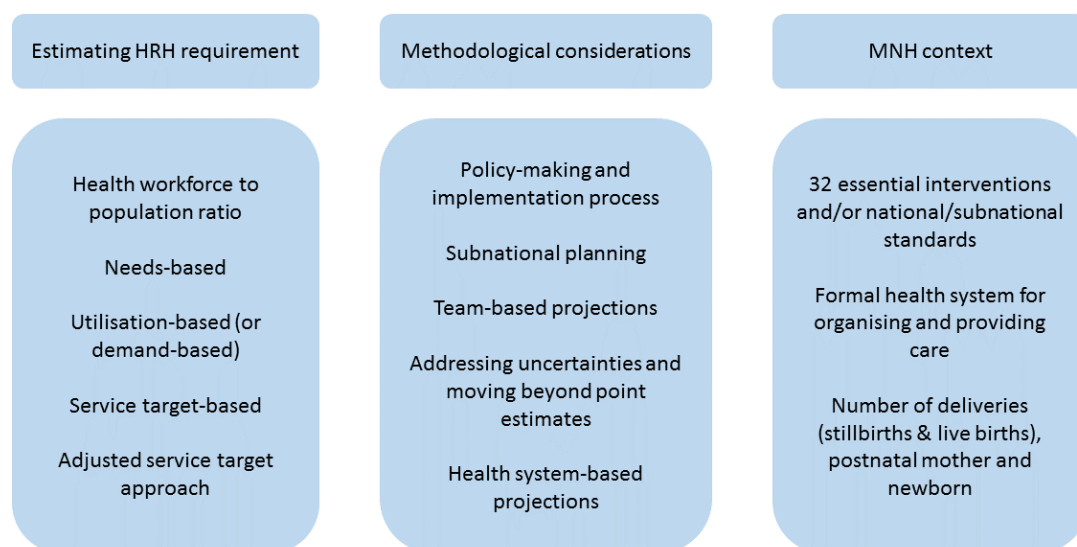 Estimating HRH requirement
Methodological considerations
MNH context
Health workforce to
population ratio
Needs-based
Utilisation-based (or
demand-based)
Service target-based
Adjusted service target
approach
Policy-making and
implementation process
Subnational planning
Team-based projections
Addressing uncertainties and
moving beyond point
estimates
Health system-based
projections
32 essential interventions
and/or national/subnational
standards
Formal health system for
organising and providing
care
Number of deliveries
(stillbirths & live births),
postnatal mother and
newborn